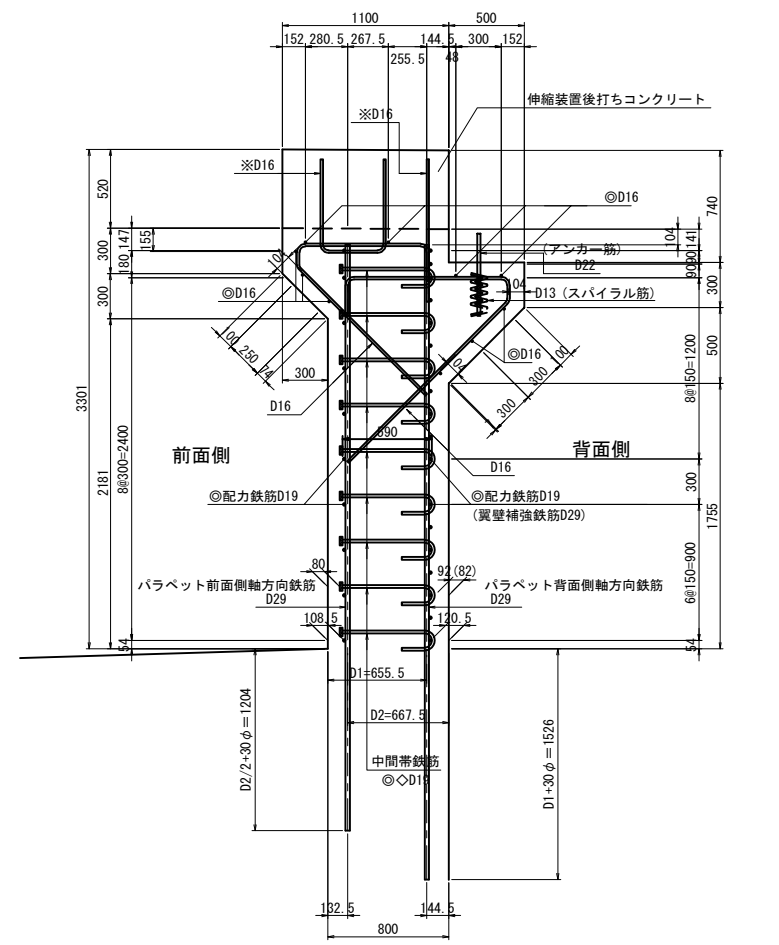 1100
500
152
280.5
267.5
144.5
300
152
255.5
48
伸縮装置後打ちコンクリート
※D16
※D16
◎D16
520
740
300
147
155
180
104
141
(アンカー筋)
D22
90
90
◎D16
104
D13 (スパイラル筋)
300
300
◎D16
100
250
74
300
100
300
300
500
8@150=1200
D16
3301
2181
8@300=2400
前面側
590
背面側
D16
◎配力鉄筋D19
◎配力鉄筋D19
(翼壁補強鉄筋D29)
300
1755
6@150=900
80
92(82)
パラペット前面側軸方向鉄筋
D29
パラペット背面側軸方向鉄筋
D29
108.5
120.5
54
54
D1=655.5
D2=667.5
D2/2+30φ=1204
D1+30φ=1526
中間帯鉄筋
◎◇D19
132.5
144.5
800